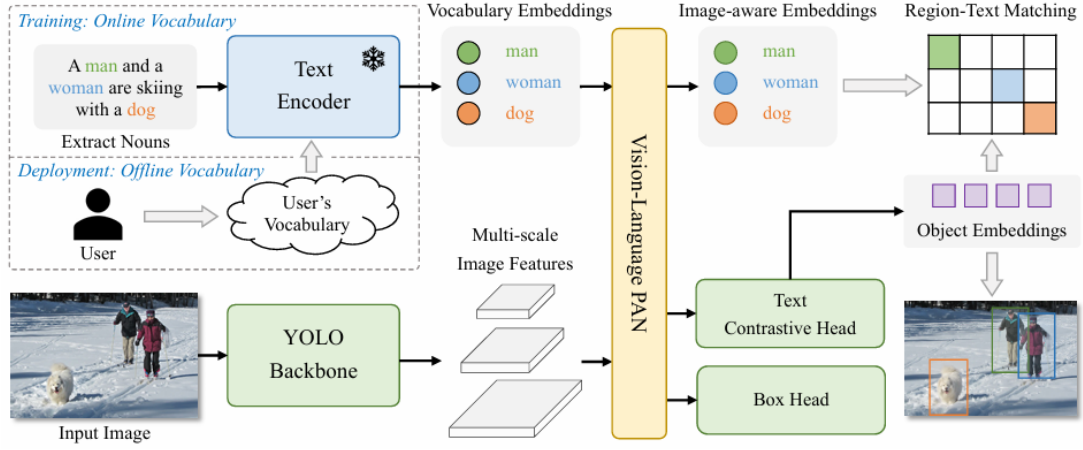 Training: Online Vocabulary
A man and a
woman are skiing
with a dog
Extract Nouns
Text
Encoder
Deployment: Offline Vocabulary
User
User's
Vocabulary
Vocabulary Embeddings
man
woman
dog
Image-aware Embeddings
man
woman
dog
Region-Text Matching
Vision-Language PAN
Object Embeddings
Input Image
YOLO
Backbone
Multi-scale
Image Features
Text
Contrastive Head
Box Head